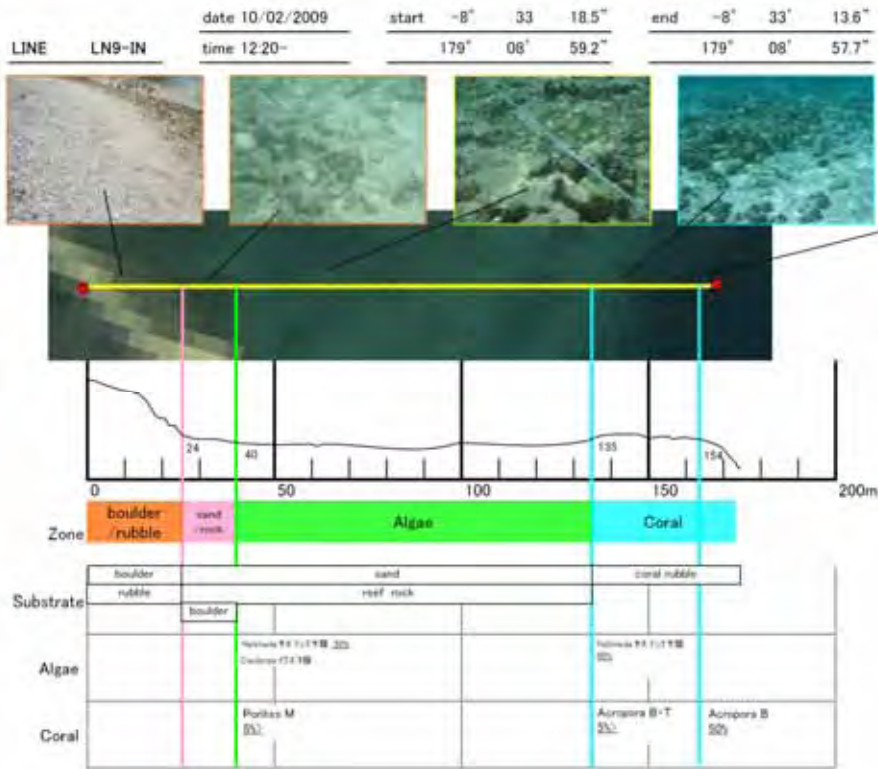 date 10/02/2009 start -8° 33 18.5" end -8° 33' 13.6"
LINE LN9-IN time 12:20- 179° 08' 59.2" 179° 08' 57.7"
24 40 135 154
0 50 100 150 200m
Zone boulder /rubble sand /rock Algae Coral
boulder sand coral rubble
Substrate rubble reef rock
boulder
Halimeda
Halimeda
Algae
Porites M Acropora B+T Acropora B
Coral